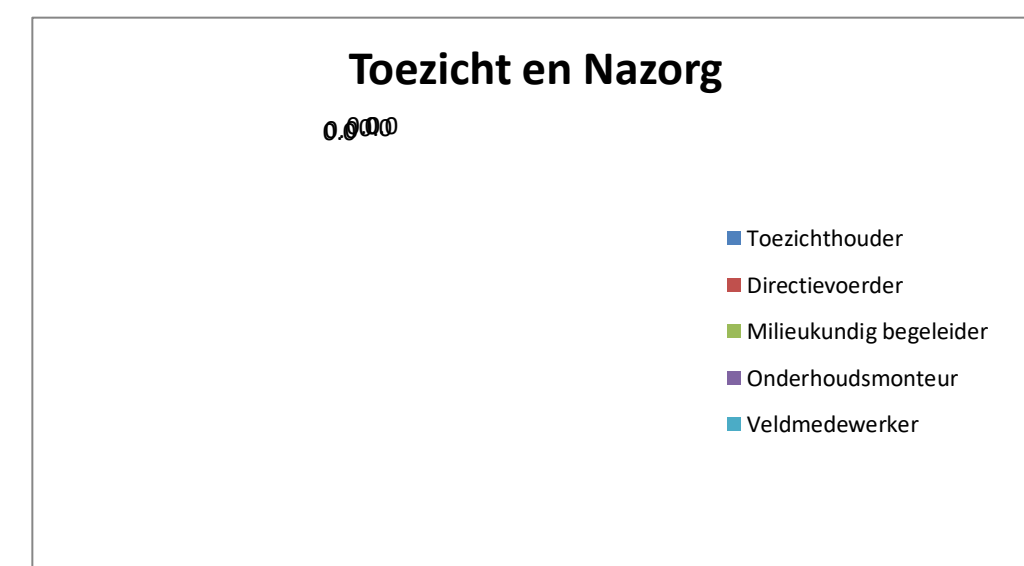 Toezicht en Nazorg
Toezichthouder
Directievoerder
Milieukundig begeleider
Onderhoudsmonteur
Veldmedewerker